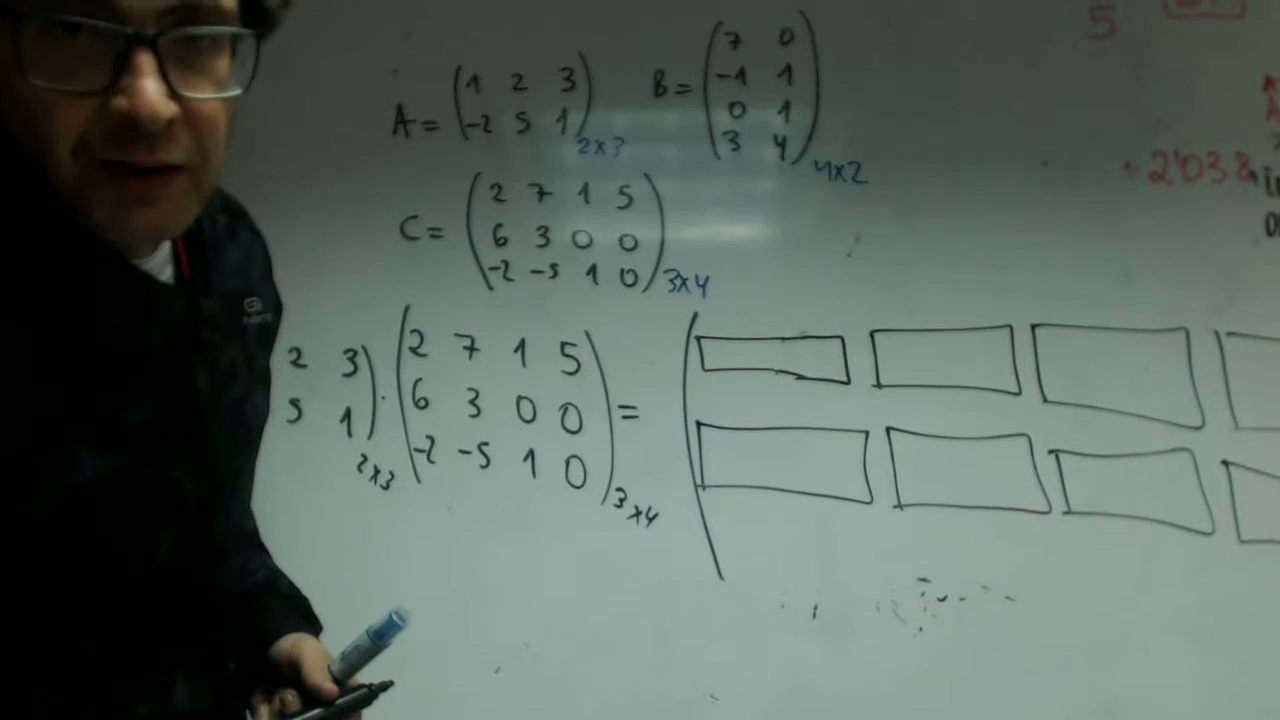 A = ( 1 2 3
-2 5 1 ) 2x3
B = ( 7 0
-1 1
0 1
3 4 ) 4x2
C = ( 2 7 1 5
6 3 0 0
-2 -5 1 0 ) 3x4
2 3
5 1 ) 2x3 · ( 2 7 1 5
6 3 0 0
-2 -5 1 0 ) 3x4 = (
5
2'038